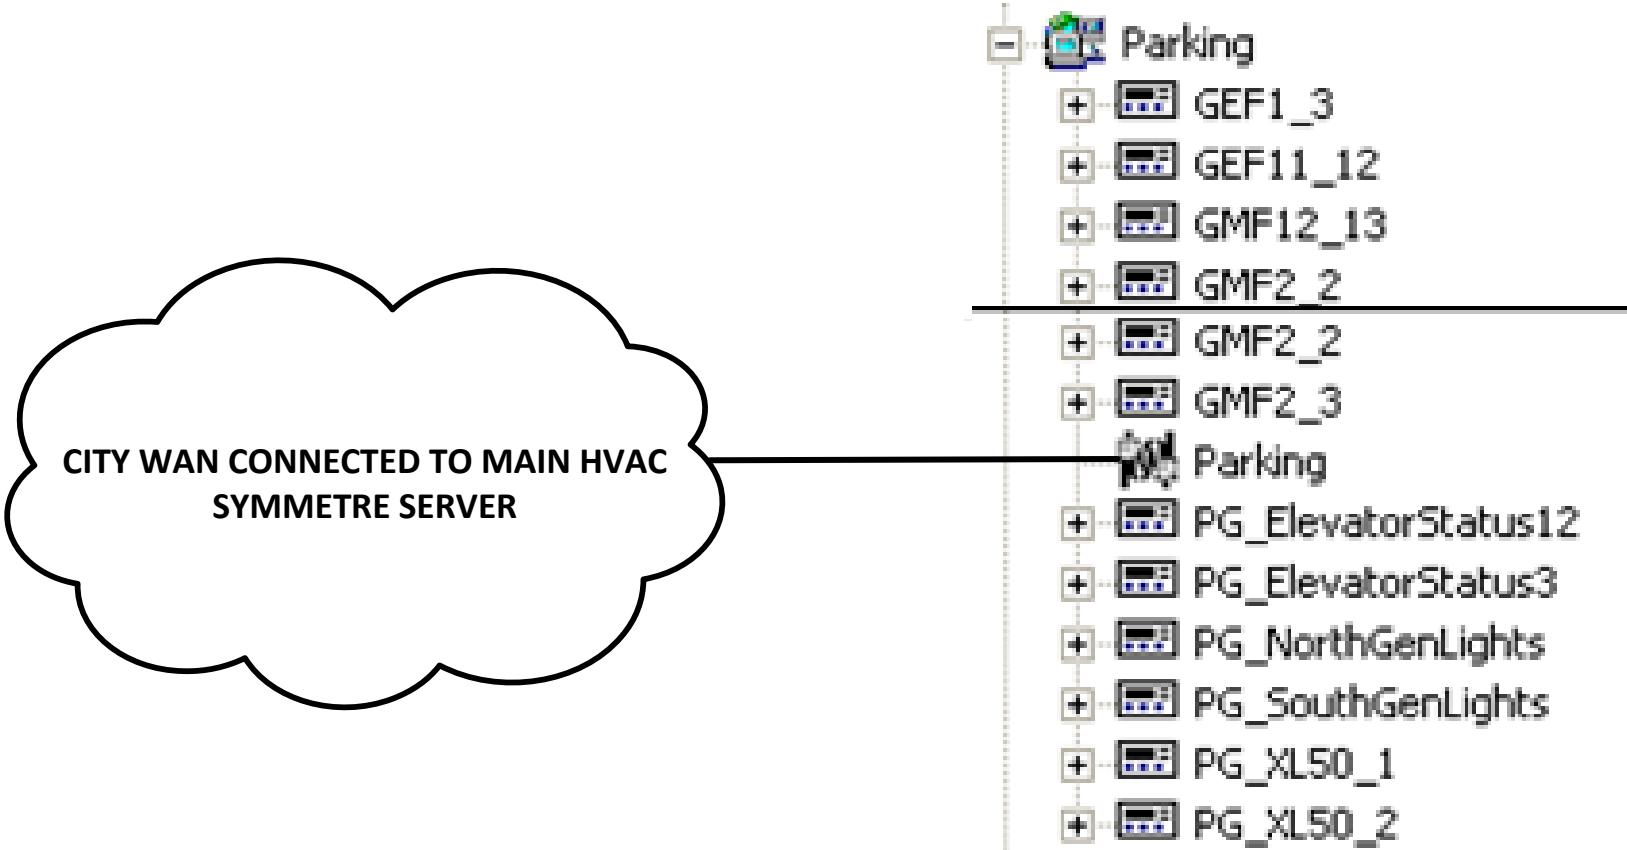 Parking
GEF1_3
GEF11_12
GMF12_13
GMF2_2
GMF2_2
GMF2_3
Parking
PG_ElevatorStatus12
PG_ElevatorStatus3
PG_NorthGenLights
PG_SouthGenLights
PG_XL50_1
PG_XL50_2
CITY WAN CONNECTED TO MAIN HVAC
SYMMETRE SERVER